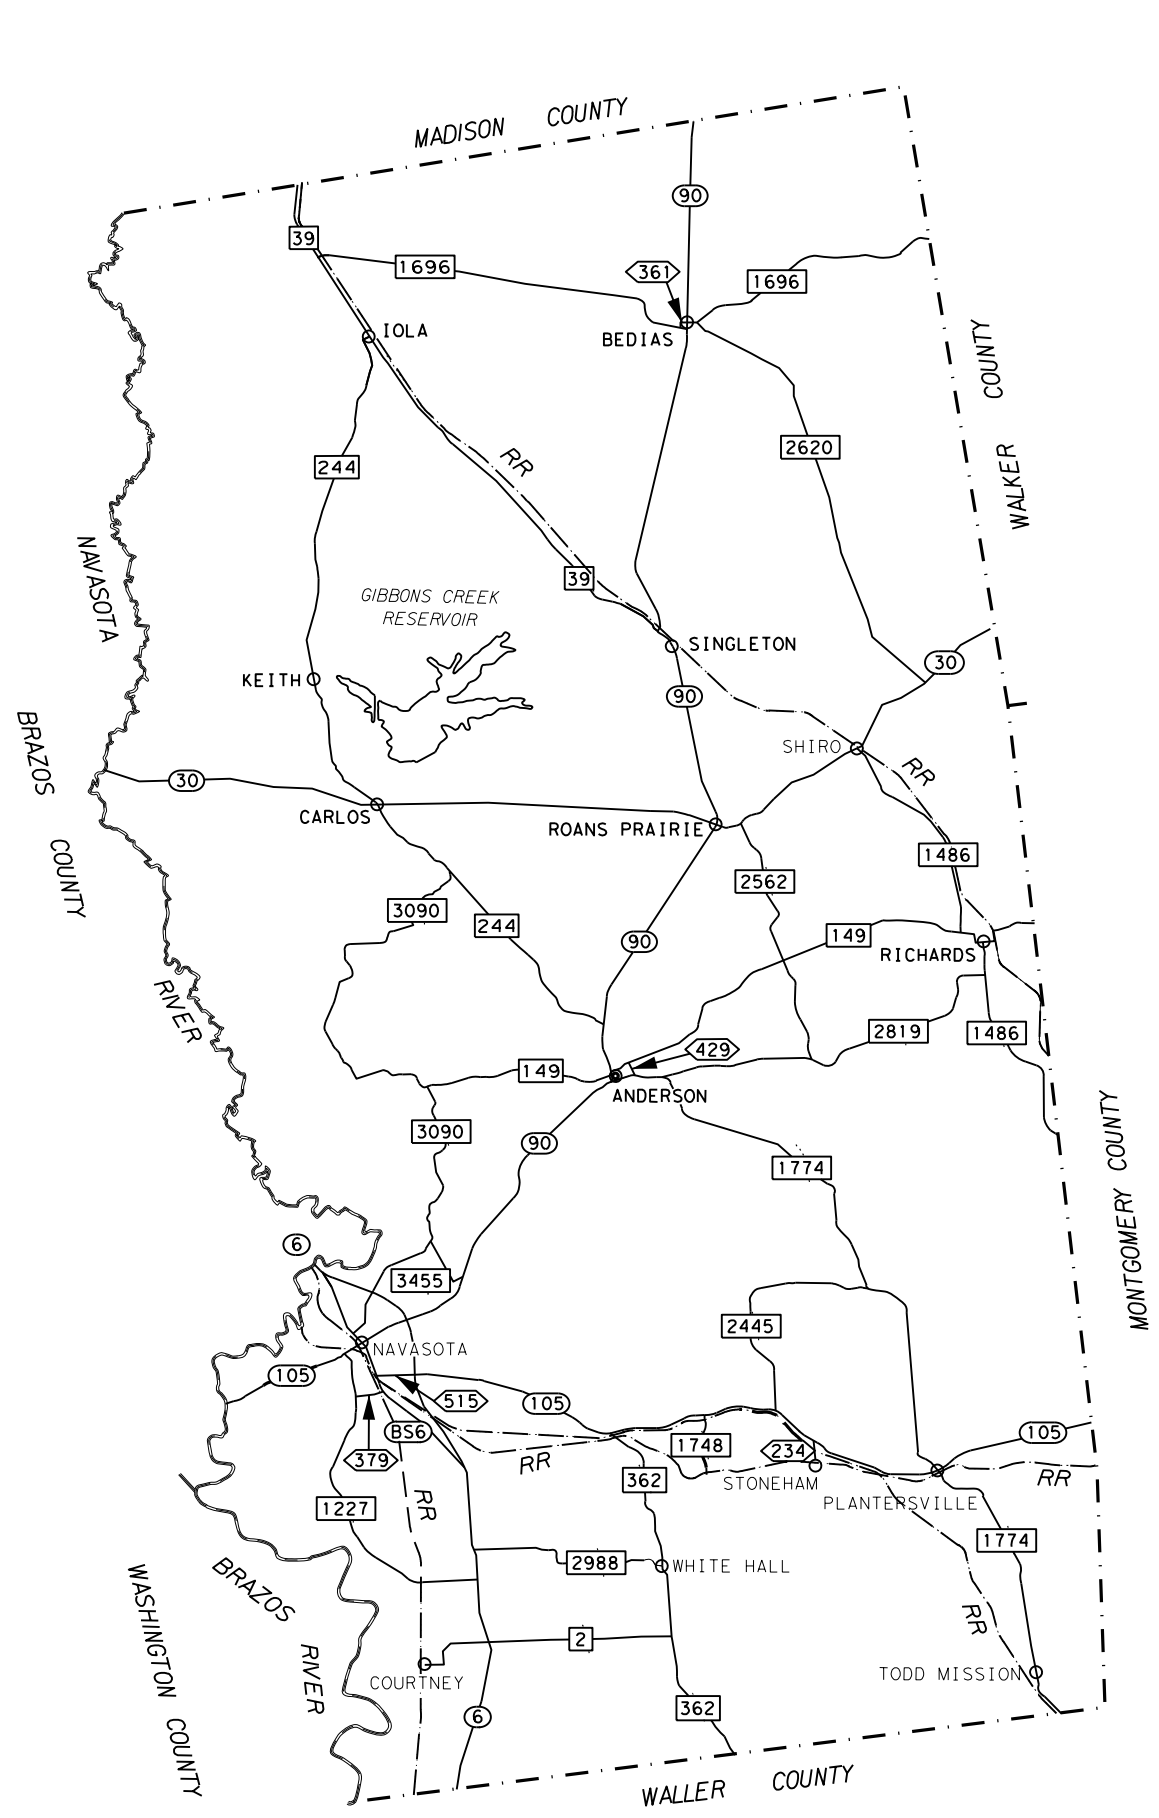 MADISON COUNTY
90
39
1696
361
1696
IOLA
BEDIAS
WALKER COUNTY
2620
RR
244
NAVASOTA
RIVER
39
GIBBONS CREEK
RESERVOIR
SINGLETON
30
KEITH
90
SHIRO
BRAZOS COUNTY
RR
30
CARLOS
ROANS PRAIRIE
1486
2562
3090
244
90
149
RICHARDS
2819
1486
429
149
ANDERSON
3090
90
1774
MONTGOMERY COUNTY
6
3455
2445
NAVASOTA
105
515
105
BS6
105
379
1748
234
RR
362
STONEHAM
RR
PLANTERSVILLE
1227
RR
1774
2988
WHITE HALL
BRAZOS
RIVER
RR
2
TODD MISSION
COURTNEY
WASHINGTON COUNTY
6
362
WALLER COUNTY